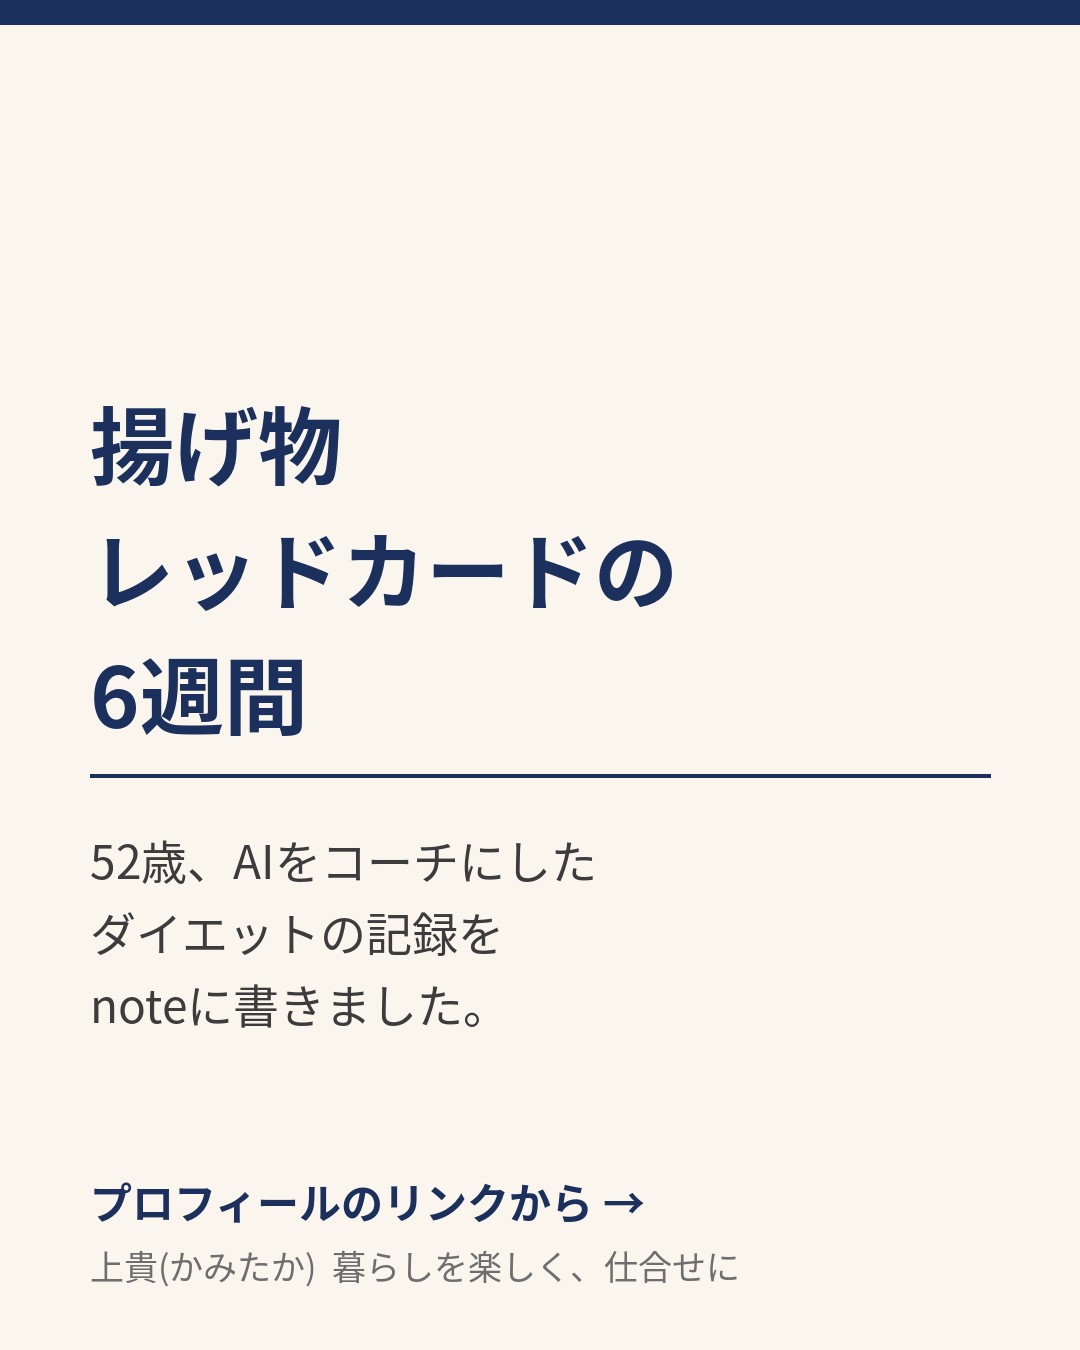 揚げ物
レッドカードの
6週間
52歳、AIをコーチにした
ダイエットの記録を
noteに書きました。
プロフィールのリンクから →
上貴(かみたか) 暮らしを楽しく、仕合せに